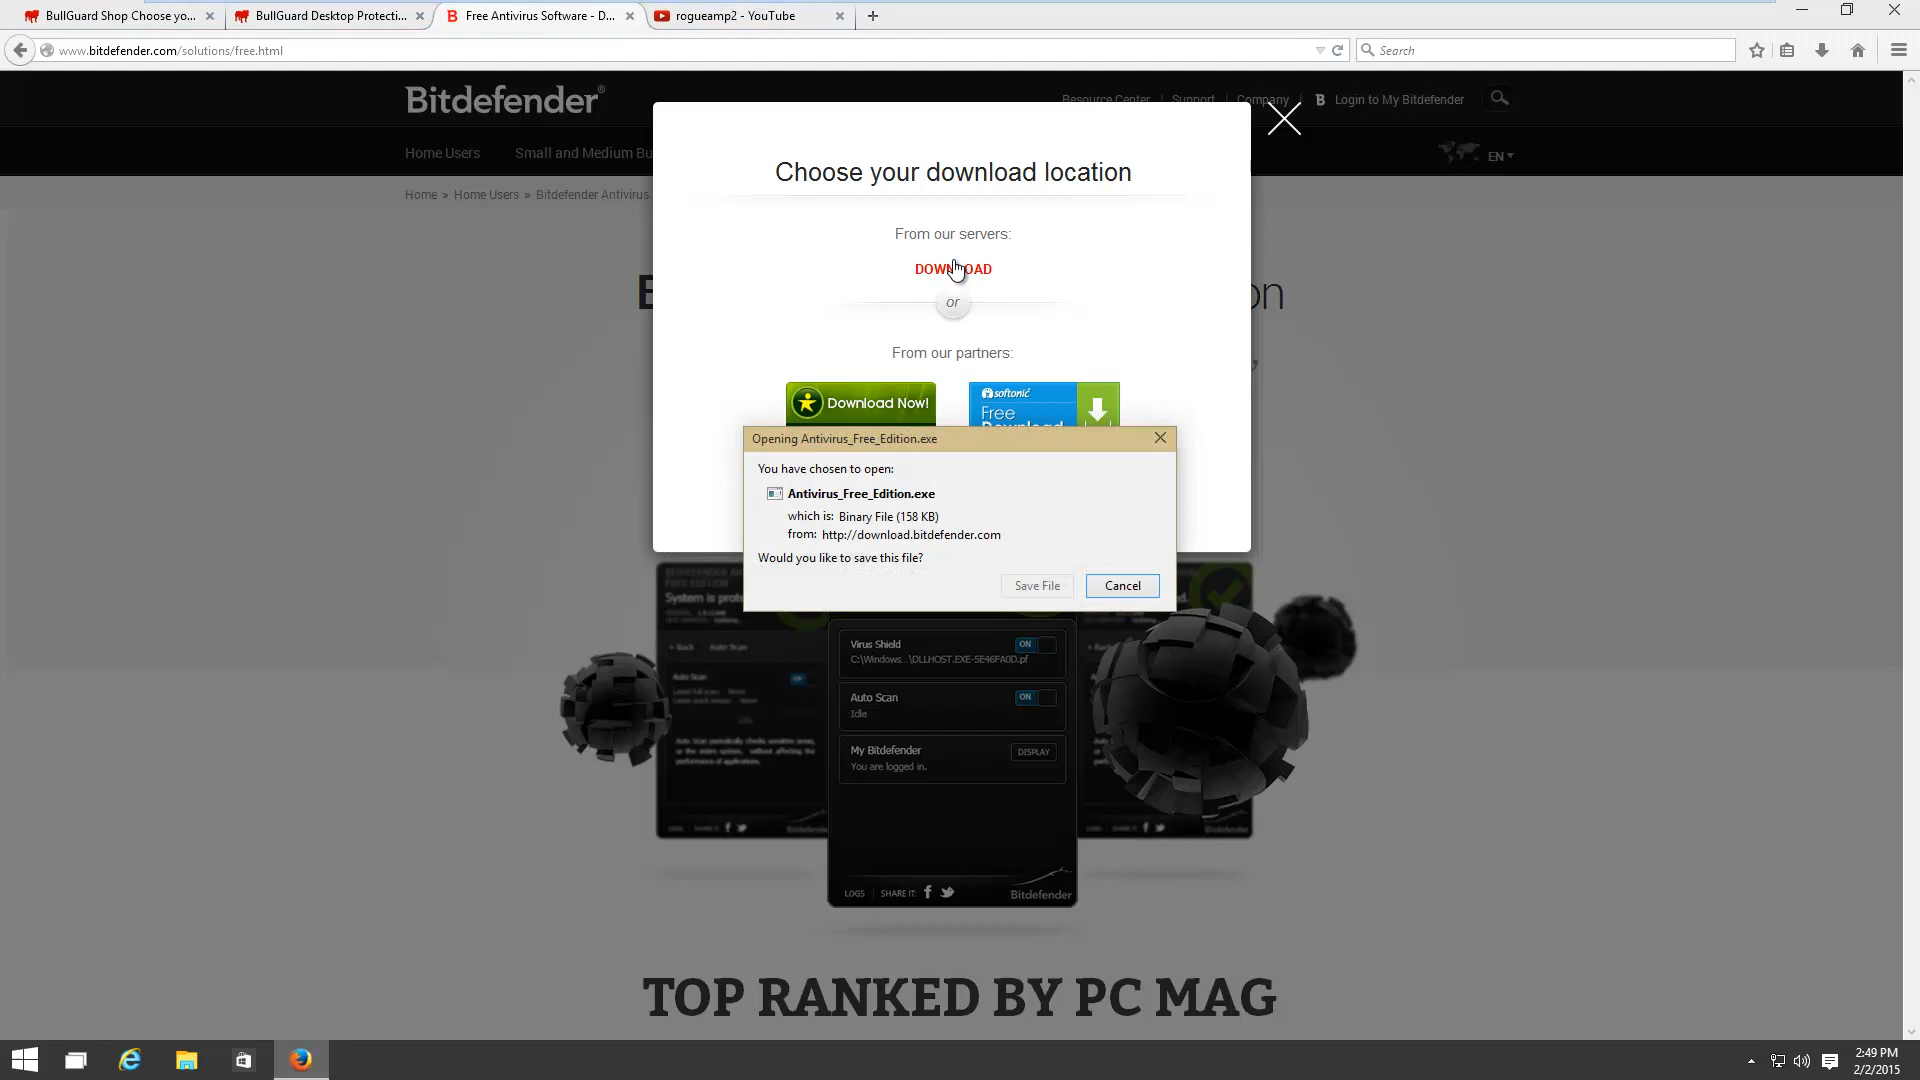 BullGuard Shop Choose yo...
BullGuard Desktop Protecti...
Free Antivirus Software - D...
rogueamp2 - YouTube
www.bitdefender.com/solutions/free.html
Search
Bitdefender®
Resource Center
Support
Company
Login to My Bitdefender
Home Users
Small and Medium Bu
EN
Home » Home Users » Bitdefender Antivirus
Choose your download location
From our servers:
DOWNLOAD
or
From our partners:
Download Now!
softonic
Free
Download
Opening Antivirus_Free_Edition.exe
You have chosen to open:
Antivirus_Free_Edition.exe
which is: Binary File (158 KB)
from: http://download.bitdefender.com
Would you like to save this file?
Save File
Cancel
System is prote
Virus Shield
ON
C:\Windows...\DLLHOST.EXE-5E46FA0D.pf
Auto Scan
ON
Idle
My Bitdefender
DISPLAY
You are logged in.
LOGS
SHARE IT:
Bitdefender
TOP RANKED BY PC MAG
2:49 PM
2/2/2015